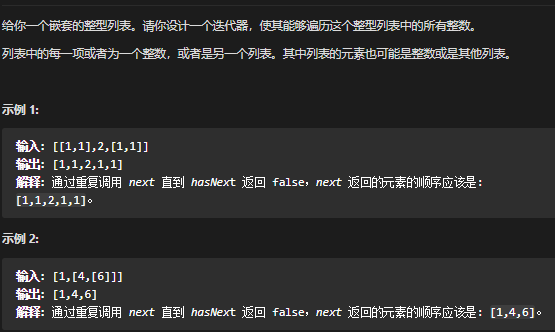 给你一个嵌套的整型列表。请你设计一个迭代器，使其能够遍历这个整型列表中的所有整数。
列表中的每一项或者为一个整数，或者是另一个列表。其中列表的元素也可能是整数或是其他列表。
示例 1:
输入: [[1,1],2,[1,1]]
输出: [1,1,2,1,1]
解释: 通过重复调用 next 直到 hasNext 返回 false，next 返回的元素的顺序应该是:
[1,1,2,1,1]。
示例 2:
输入: [1,[4,[6]]]
输出: [1,4,6]
解释: 通过重复调用 next 直到 hasNext 返回 false，next 返回的元素的顺序应该是: [1,4,6]。